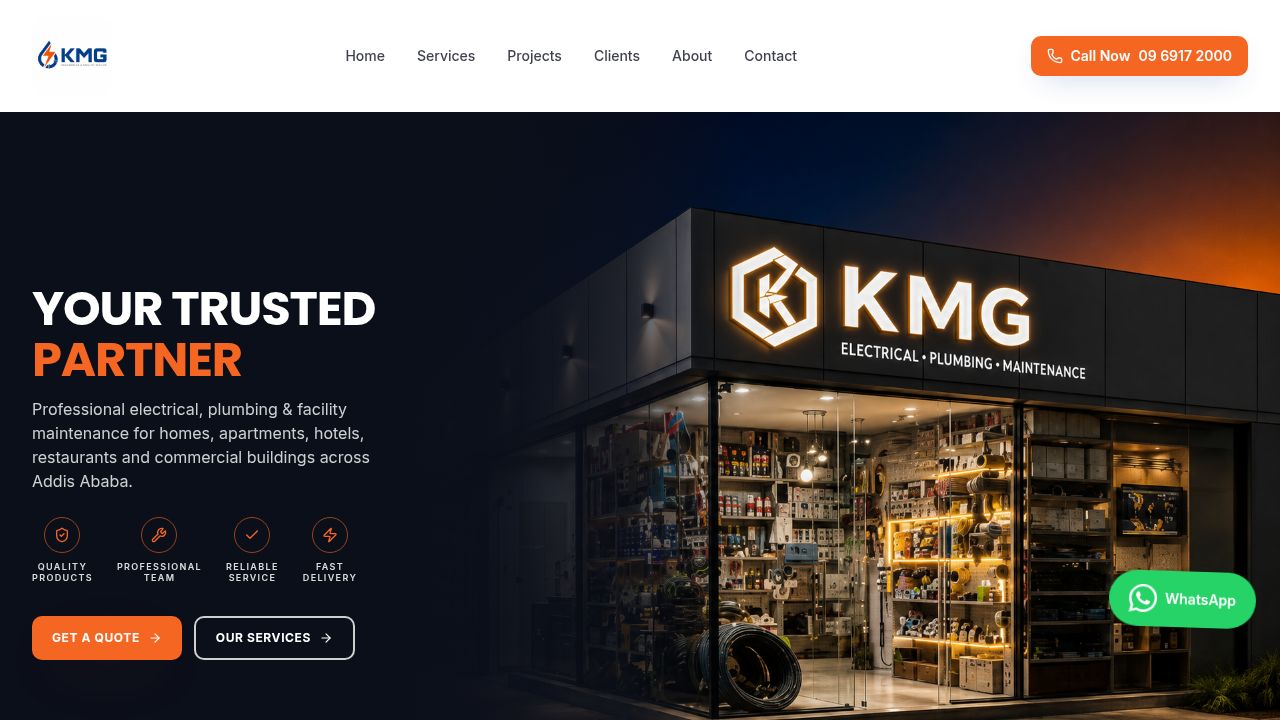 KMG
Home
Services
Projects
Clients
About
Contact
Call Now 09 6917 2000
KMG
ELECTRICAL • PLUMBING • MAINTENANCE
YOUR TRUSTED
PARTNER
Professional electrical, plumbing & facility
maintenance for homes, apartments, hotels,
restaurants and commercial buildings across
Addis Ababa.
QUALITY
PRODUCTS
PROFESSIONAL
TEAM
RELIABLE
SERVICE
FAST
DELIVERY
GET A QUOTE
OUR SERVICES
WhatsApp